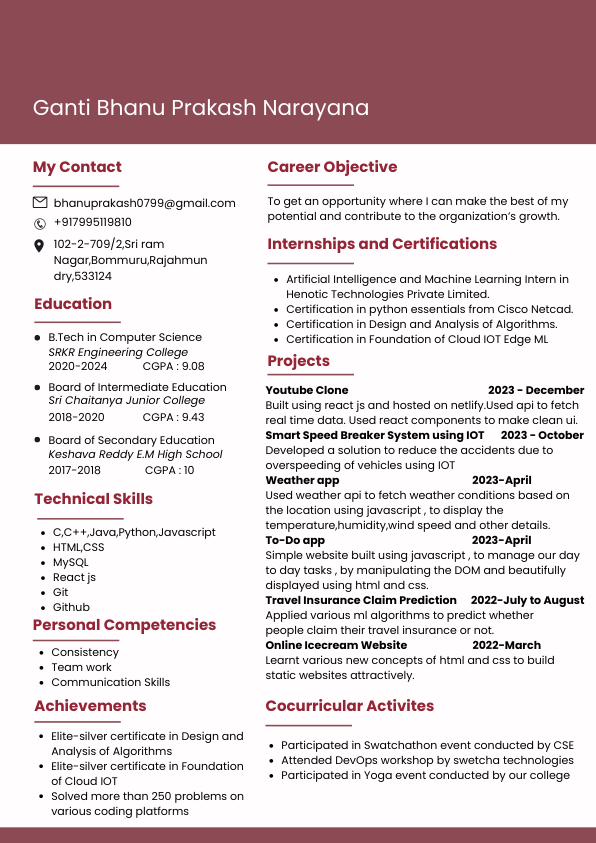 Ganti Bhanu Prakash Narayana
My Contact
bhanuprakash0799@gmail.com
+917995119810
102-2-709/2,Sri ram
Nagar,Bommuru,Rajahmun
dry,533124
Education
B.Tech in Computer Science
SRKR Engineering College
2020-2024 CGPA : 9.08
Board of Intermediate Education
Sri Chaitanya Junior College
2018-2020 CGPA : 9.43
Board of Secondary Education
Keshava Reddy E.M High School
2017-2018 CGPA : 10
Technical Skills
C,C++,Java,Python,Javascript
HTML,CSS
MySQL
React js
Git
Github
Personal Competencies
Consistency
Team work
Communication Skills
Achievements
Elite-silver certificate in Design and
Analysis of Algorithms
Elite-silver certificate in Foundation
of Cloud IOT
Solved more than 250 problems on
various coding platforms
Career Objective
To get an opportunity where I can make the best of my
potential and contribute to the organization's growth.
Internships and Certifications
Artificial Intelligence and Machine Learning Intern in
Henotic Technologies Private Limited.
Certification in python essentials from Cisco Netcad.
Certification in Design and Analysis of Algorithms.
Certification in Foundation of Cloud IOT Edge ML
Projects
Youtube Clone 2023 - December
Built using react js and hosted on netlify.Used api to fetch
real time data. Used react components to make clean ui.
Smart Speed Breaker System using IOT 2023 - October
Developed a solution to reduce the accidents due to
overspeeding of vehicles using IOT
Weather app 2023-April
Used weather api to fetch weather conditions based on
the location using javascript , to display the
temperature,humidity,wind speed and other details.
To-Do app 2023-April
Simple website built using javascript , to manage our day
to day tasks , by manipulating the DOM and beautifully
displayed using html and css.
Travel Insurance Claim Prediction 2022-July to August
Applied various ml algorithms to predict whether
people claim their travel insurance or not.
Online Icecream Website 2022-March
Learnt various new concepts of html and css to build
static websites attractively.
Cocurricular Activites
Participated in Swatchathon event conducted by CSE
Attended DevOps workshop by swetcha technologies
Participated in Yoga event conducted by our college